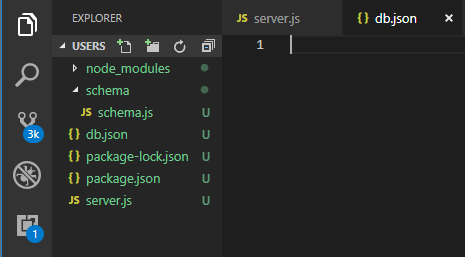 EXPLORER
server.js
{ } db.json ×
USERS
1
node_modules
schema
JS schema.js U
{ } db.json U
{ } package-lock.json U
{ } package.json U
JS server.js U
3k
1